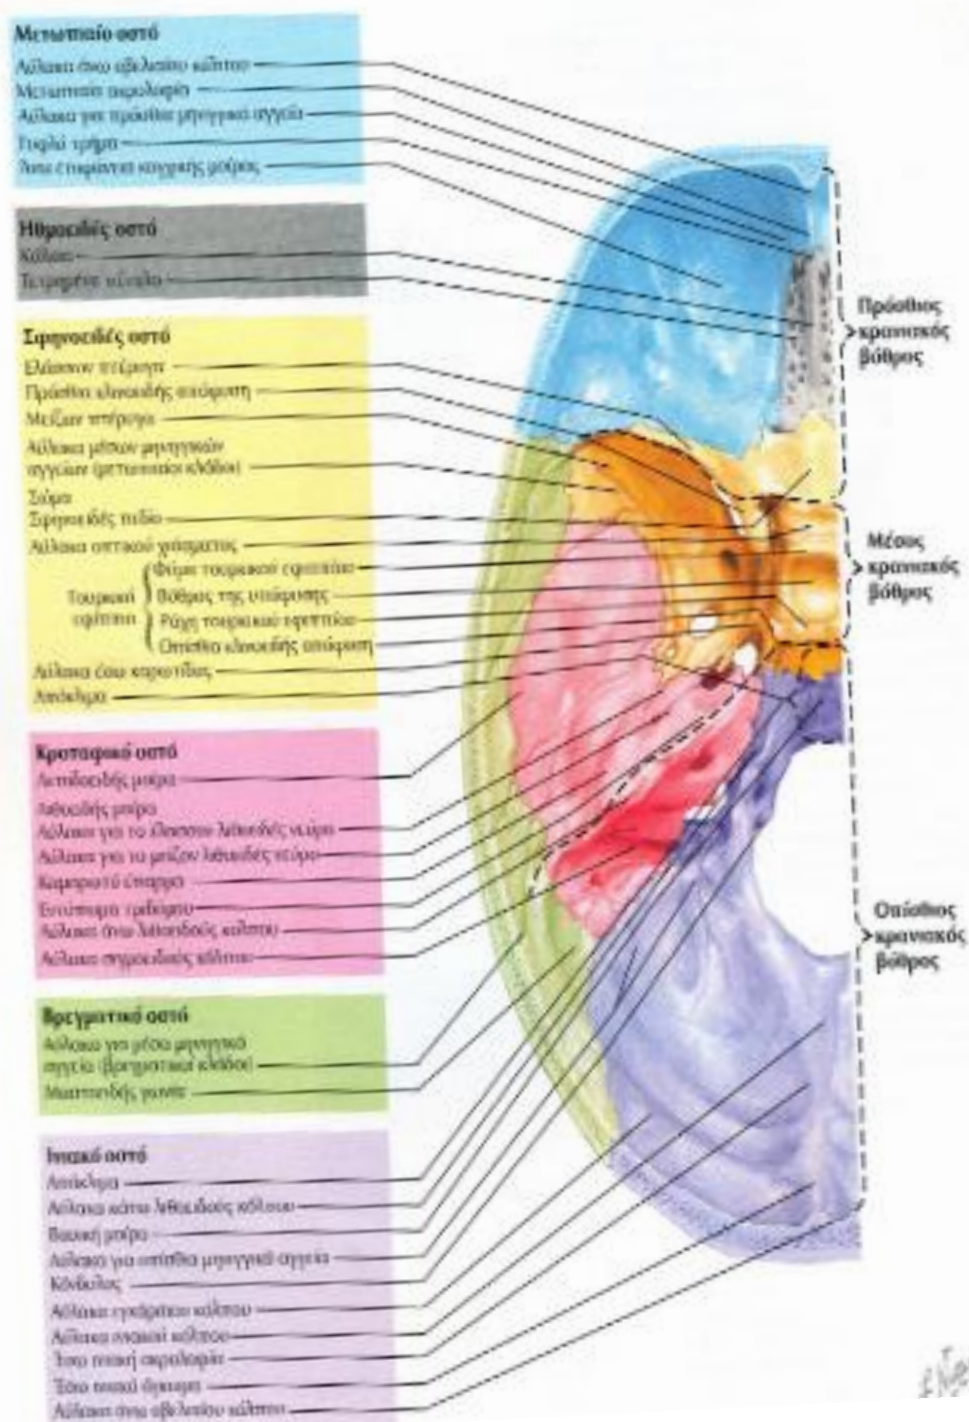 Μετωπιαίο οστό
Αύλακα άνω οβελιαίου κόλπου
Μετωπιαία ακρολοφία
Αύλακα για πρόσθια μηνιγγικά αγγεία
Τυφλό τρήμα
Άνω επιφάνεια κογχικής μοίρας
Ηθμοειδές οστό
Κάλαιο
Τετρημένο πέταλο
Σφηνοειδές οστό
Ελάσσων πτέρυγα
Πρόσθια κλινοειδής απόφυση
Μείζων πτέρυγα
Αύλακα μέσων μηνιγγικών
αγγείων (μετωπιαίοι κλάδοι)
Σώμα
Σφηνοειδές πεδίο
Αύλακα οπτικού χιάσματος
Τουρκικό
εφίππιο
Φύμα τουρκικού εφιππίου
Βόθρος της υπόφυσης
Ράχη τουρκικού εφιππίου
Οπίσθια κλινοειδής απόφυση
Αύλακα έσω καρωτίδας
Απόκλιμα
Κροταφικό οστό
Λεπιδοειδής μοίρα
Λιθοειδής μοίρα
Αύλακα για το έλασσον λιθοειδές νεύρο
Αύλακα για το μείζον λιθοειδές νεύρο
Καμαρωτό έπαρμα
Εντύπωμα τριδύμου
Αύλακα άνω λιθοειδούς κόλπου
Αύλακα σιγμοειδούς κόλπου
Βρεγματικό οστό
Αύλακα για μέσα μηνιγγικά
αγγεία (βρεγματικοί κλάδοι)
Μαστοειδής γωνία
Ινιακό οστό
Απόκλιμα
Αύλακα κάτω λιθοειδούς κόλπου
Βασική μοίρα
Αύλακα για οπίσθια μηνιγγικά αγγεία
Κόνδυλος
Αύλακα εγκάρσιου κόλπου
Αύλακα ινιακού κόλπου
Έσω ινιακή ακρολοφία
Έσω ινιακό όγκωμα
Αύλακα άνω οβελιαίου κόλπου
Πρόσθιος
κρανιακός
βόθρος
Μέσος
κρανιακός
βόθρος
Οπίσθιος
κρανιακός
βόθρος